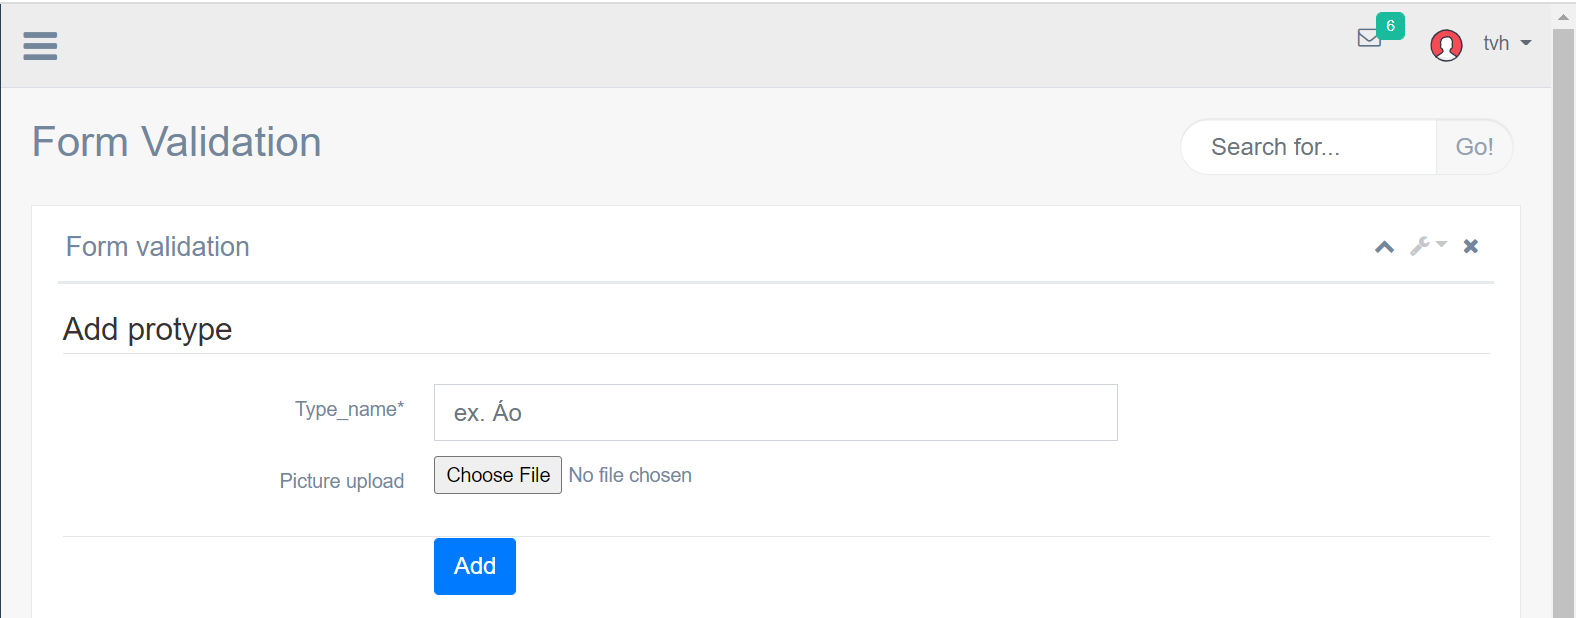 6
tvh
Form Validation
Search for...
Go!
Form validation
Add protype
Type_name*
ex. Áo
Picture upload
Choose File No file chosen
Add